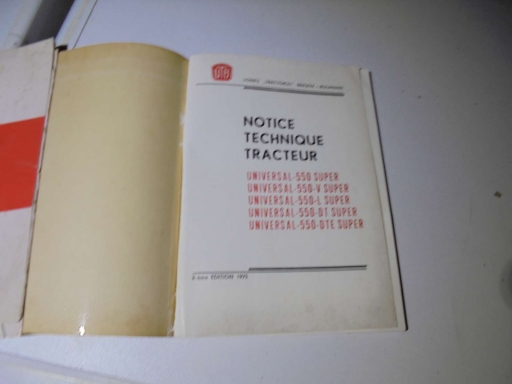 UTB
NOTICE
TECHNIQUE
TRACTEUR
UNIVERSAL-550 SUPER
UNIVERSAL-550-V SUPER
UNIVERSAL-550-L SUPER
UNIVERSAL-550-DT SUPER
UNIVERSAL-550-DTE SUPER
EDITION